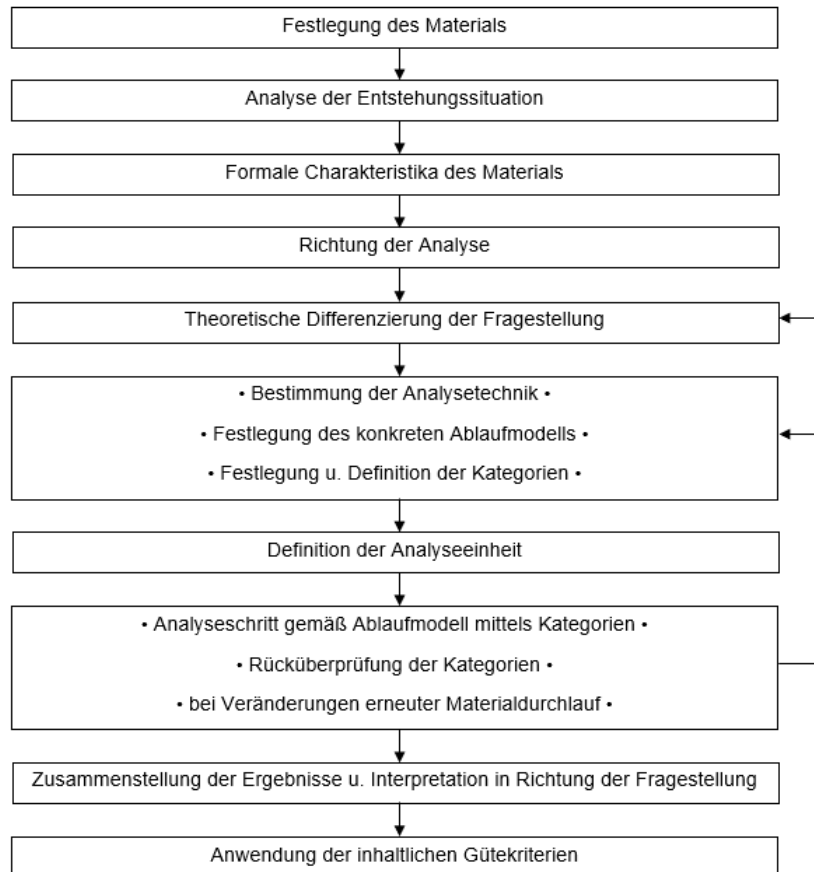 Festlegung des Materials
Analyse der Entstehungssituation
Formale Charakteristika des Materials
Richtung der Analyse
Theoretische Differenzierung der Fragestellung
• Bestimmung der Analysetechnik •
• Festlegung des konkreten Ablaufmodells •
• Festlegung u. Definition der Kategorien •
Definition der Analyseeinheit
• Analyseschritt gemäß Ablaufmodell mittels Kategorien •
• Rücküberprüfung der Kategorien •
• bei Veränderungen erneuter Materialdurchlauf •
Zusammenstellung der Ergebnisse u. Interpretation in Richtung der Fragestellung
Anwendung der inhaltlichen Gütekriterien